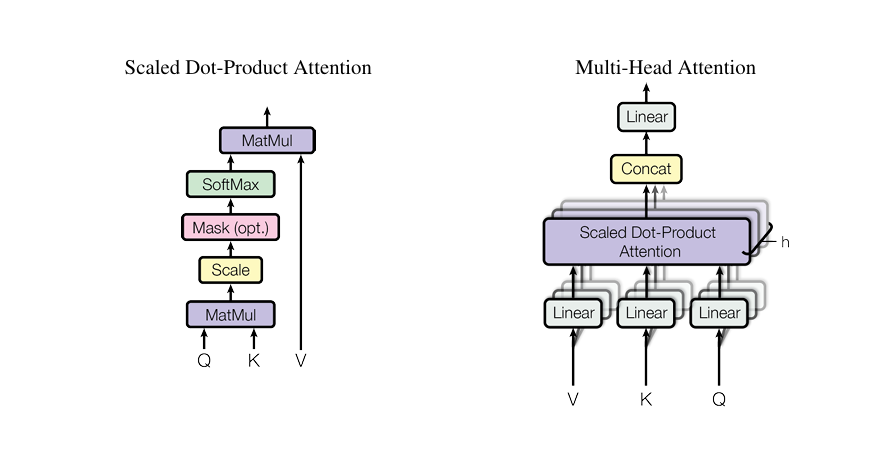 Scaled Dot-Product Attention
MatMul
SoftMax
Mask (opt.)
Scale
MatMul
Q K V
Multi-Head Attention
Linear
Concat
Scaled Dot-Product
Attention
h
Linear Linear Linear
V K Q